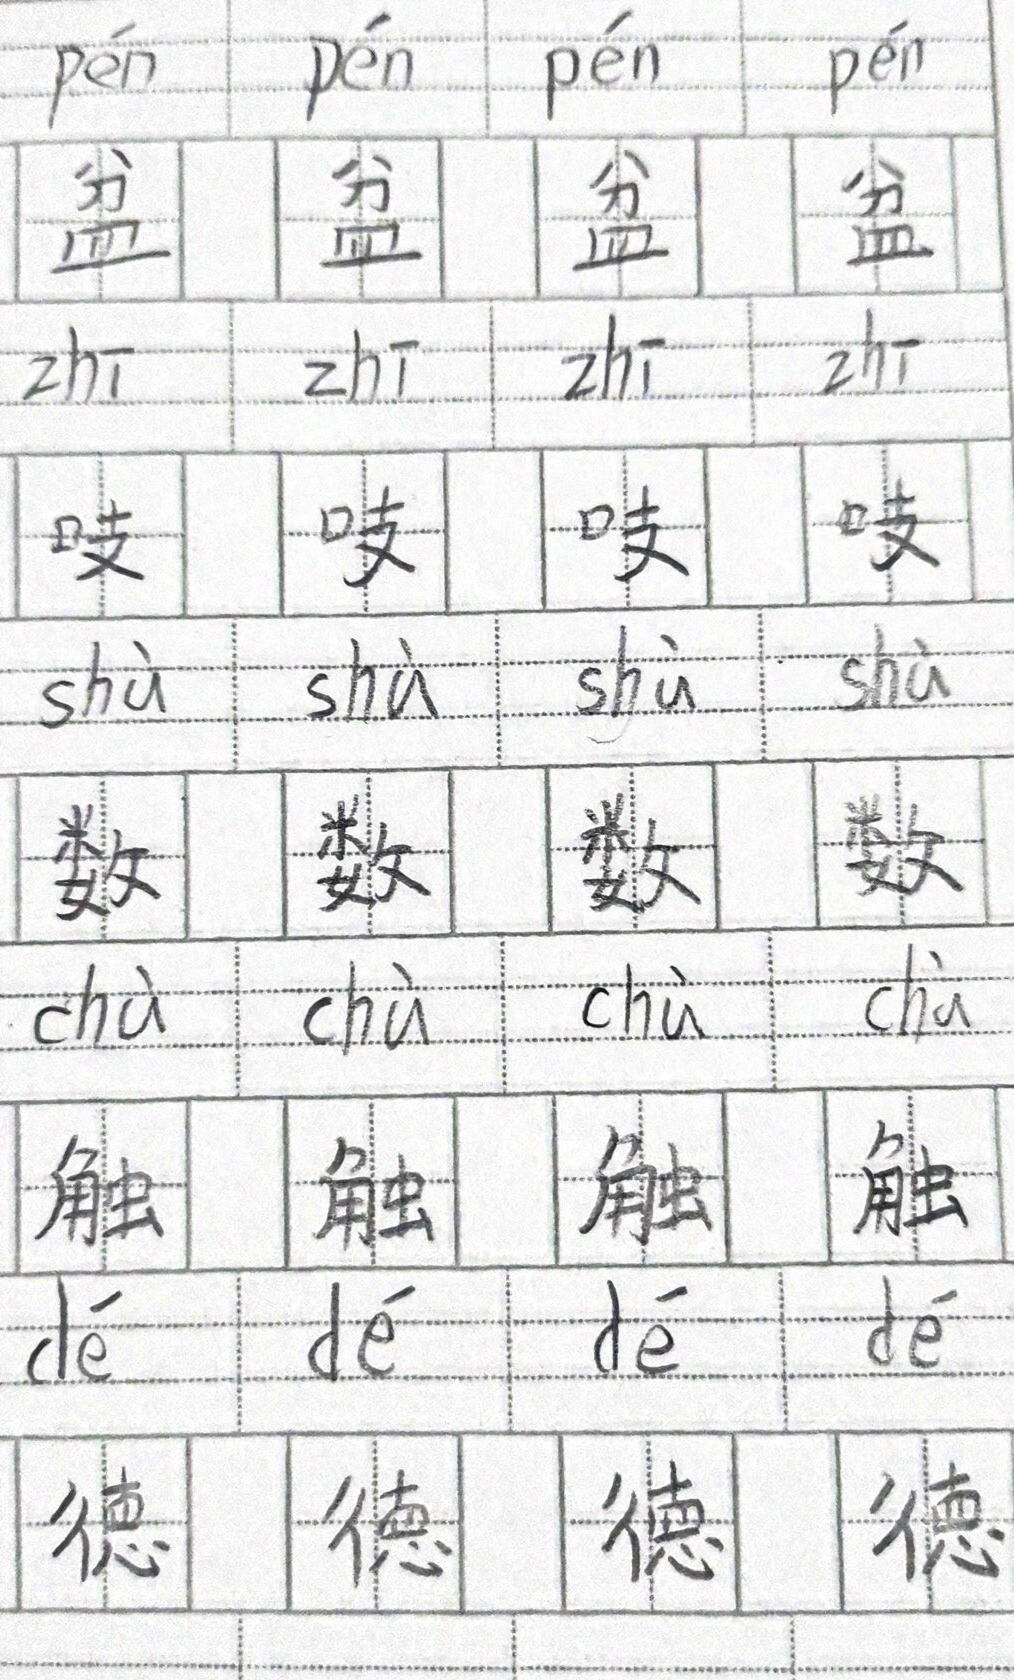 pén pén pén pén
盆 盆 盆 盆
zhī zhī zhī zhī
吱 吱 吱 吱
shù shù shù shù
数 数 数 数
chù chù chù chù
触 触 触 触
dé dé dé dé
德 德 德 德